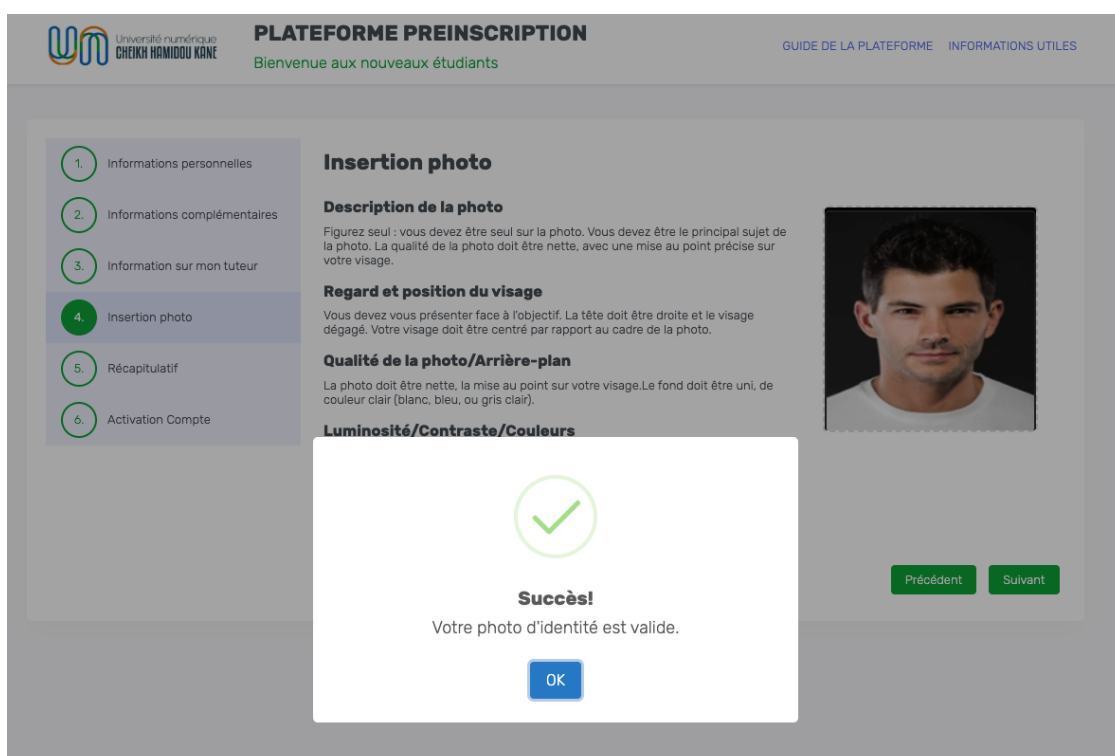 Université numérique
CHEIKH HAMIDOU KANE
PLATEFORME PREINSCRIPTION
Bienvenue aux nouveaux étudiants
GUIDE DE LA PLATEFORME INFORMATIONS UTILES
1. Informations personnelles
2. Informations complémentaires
3. Information sur mon tuteur
4. Insertion photo
5. Récapitulatif
6. Activation Compte
Insertion photo
Description de la photo
Figurez seul : vous devez être seul sur la photo. Vous devez être le principal sujet de
la photo. La qualité de la photo doit être nette, avec une mise au point précise sur
votre visage.
Regard et position du visage
Vous devez vous présenter face à l'objectif. La tête doit être droite et le visage
dégagé. Votre visage doit être centré par rapport au cadre de la photo.
Qualité de la photo/Arrière-plan
La photo doit être nette, la mise au point sur votre visage.Le fond doit être uni, de
couleur clair (blanc, bleu, ou gris clair).
Luminosité/Contraste/Couleurs
Précédent Suivant
Succès!
Votre photo d'identité est valide.
OK